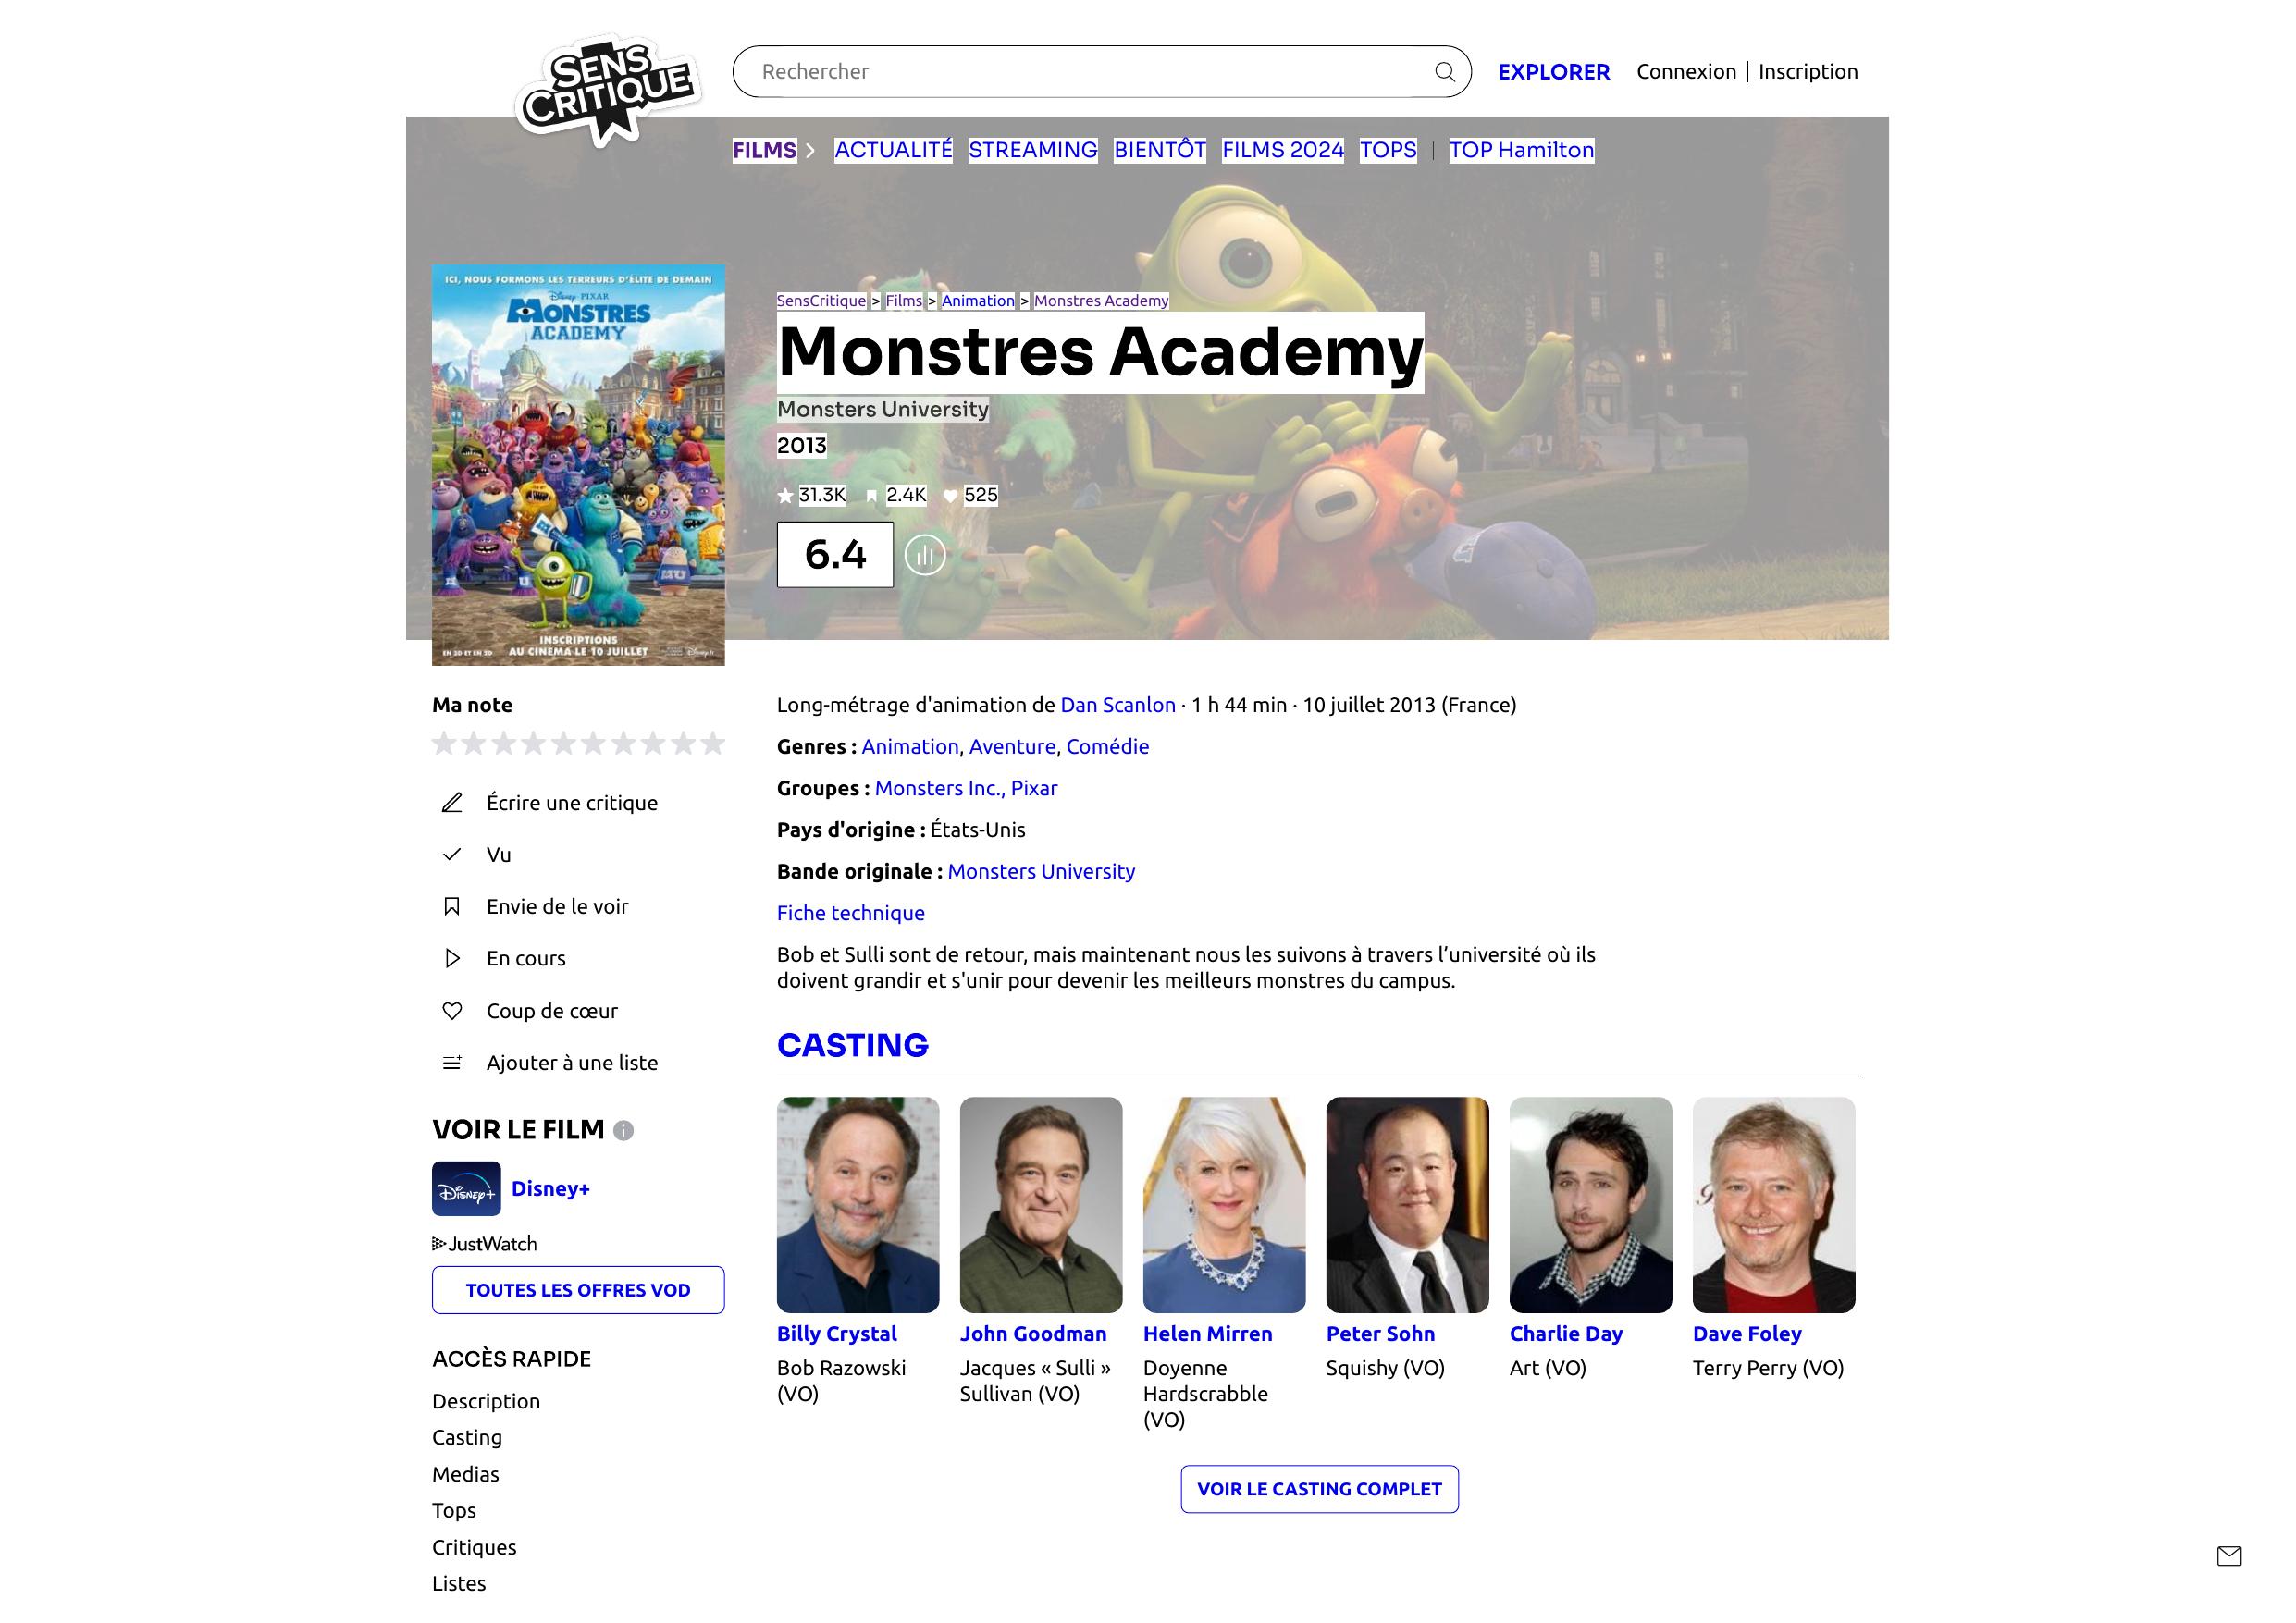 SENS
CRITIQUE
Rechercher
EXPLORER
Connexion
Inscription
FILMS
ACTUALITÉ
STREAMING
BIENTÔT
FILMS 2024
TOPS
TOP Hamilton
ICI, NOUS FORMONS LES TERREURS D'ÉLITE DE DEMAIN
Disney PIXAR
MONSTRES
ACADEMY
INSCRIPTIONS
EN 3D ET EN 2D AU CINÉMA LE 10 JUILLET
SensCritique > Films > Animation > Monstres Academy
Monstres Academy
Monsters University
2013
31.3K 2.4K 525
6.4
Ma note
Écrire une critique
Vu
Envie de le voir
En cours
Coup de cœur
Ajouter à une liste
VOIR LE FILM
Disney+
Disney+
JustWatch
TOUTES LES OFFRES VOD
ACCÈS RAPIDE
Description
Casting
Medias
Tops
Critiques
Listes
Long-métrage d'animation de Dan Scanlon · 1 h 44 min · 10 juillet 2013 (France)
Genres : Animation, Aventure, Comédie
Groupes : Monsters Inc., Pixar
Pays d'origine : États-Unis
Bande originale : Monsters University
Fiche technique
Bob et Sulli sont de retour, mais maintenant nous les suivons à travers l’université où ils
doivent grandir et s'unir pour devenir les meilleurs monstres du campus.
CASTING
Billy Crystal
Bob Razowski
(VO)
John Goodman
Jacques « Sulli »
Sullivan (VO)
Helen Mirren
Doyenne
Hardscrabble
(VO)
Peter Sohn
Squishy (VO)
Charlie Day
Art (VO)
Dave Foley
Terry Perry (VO)
VOIR LE CASTING COMPLET